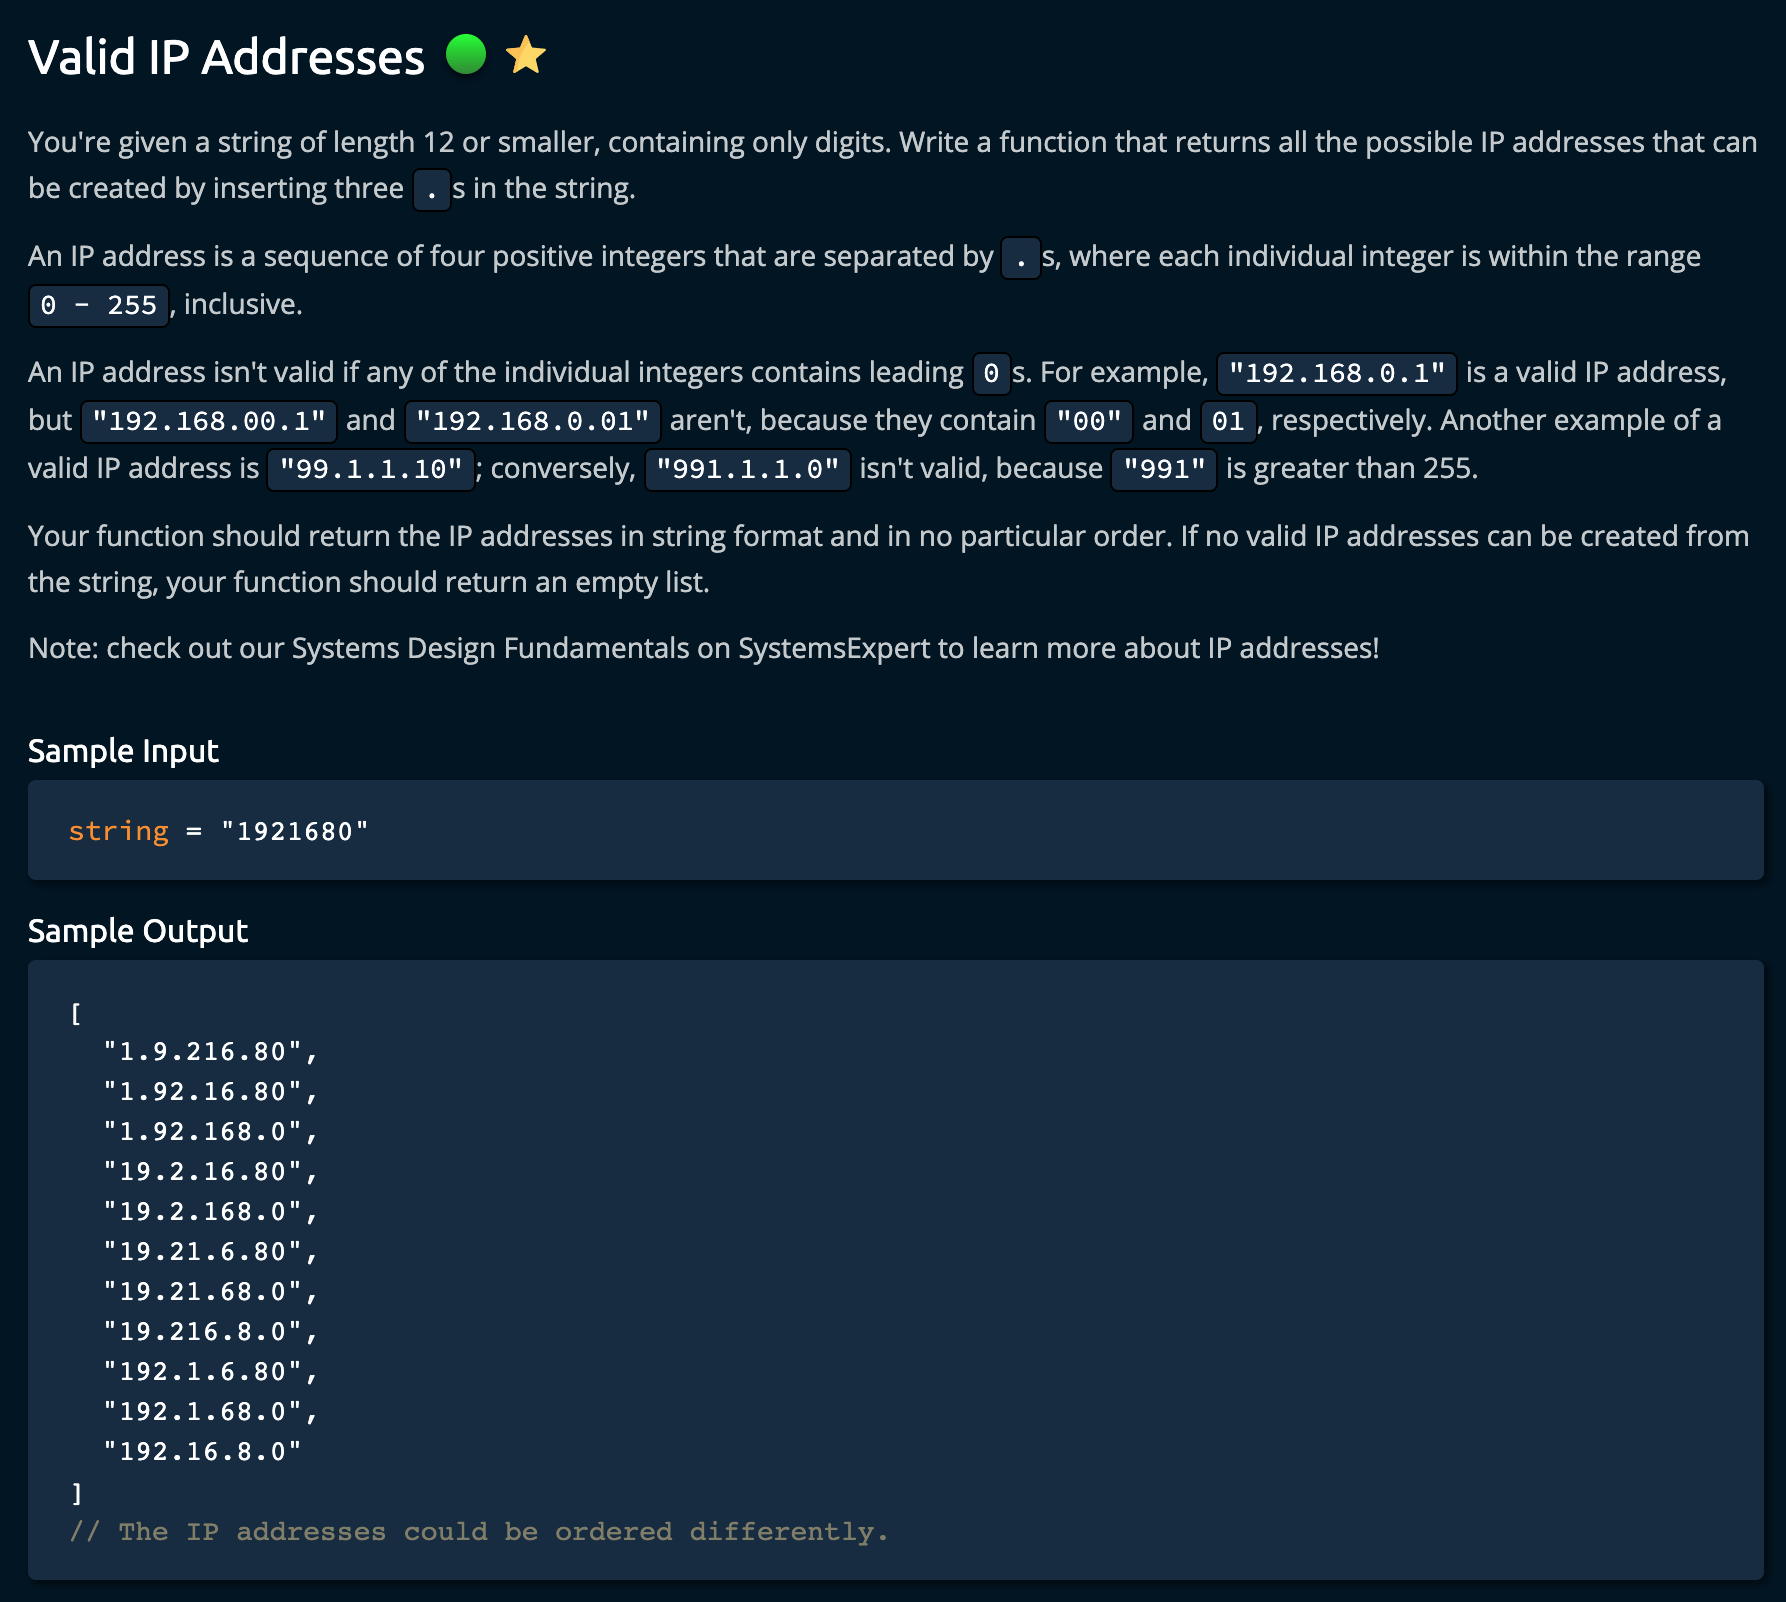 Valid IP Addresses
You're given a string of length 12 or smaller, containing only digits. Write a function that returns all the possible IP addresses that can
be created by inserting three . s in the string.
An IP address is a sequence of four positive integers that are separated by . s, where each individual integer is within the range
0 - 255 , inclusive.
An IP address isn't valid if any of the individual integers contains leading 0 s. For example, "192.168.0.1" is a valid IP address,
but "192.168.00.1" and "192.168.0.01" aren't, because they contain "00" and 01 , respectively. Another example of a
valid IP address is "99.1.1.10" ; conversely, "991.1.1.0" isn't valid, because "991" is greater than 255.
Your function should return the IP addresses in string format and in no particular order. If no valid IP addresses can be created from
the string, your function should return an empty list.
Note: check out our Systems Design Fundamentals on SystemsExpert to learn more about IP addresses!
Sample Input
string = "1921680"
Sample Output
[
"1.9.216.80",
"1.92.16.80",
"1.92.168.0",
"19.2.16.80",
"19.2.168.0",
"19.21.6.80",
"19.21.68.0",
"19.216.8.0",
"192.1.6.80",
"192.1.68.0",
"192.16.8.0"
]
// The IP addresses could be ordered differently.